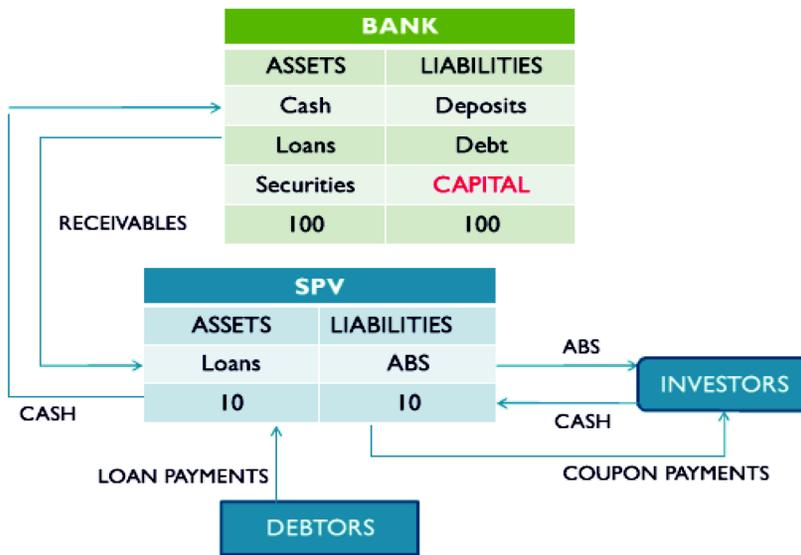 BANK
ASSETS LIABILITIES
Cash Deposits
Loans Debt
Securities CAPITAL
100 100
RECEIVABLES
SPV
ASSETS LIABILITIES
Loans ABS
10 10
ABS
INVESTORS
CASH
CASH
LOAN PAYMENTS
COUPON PAYMENTS
DEBTORS